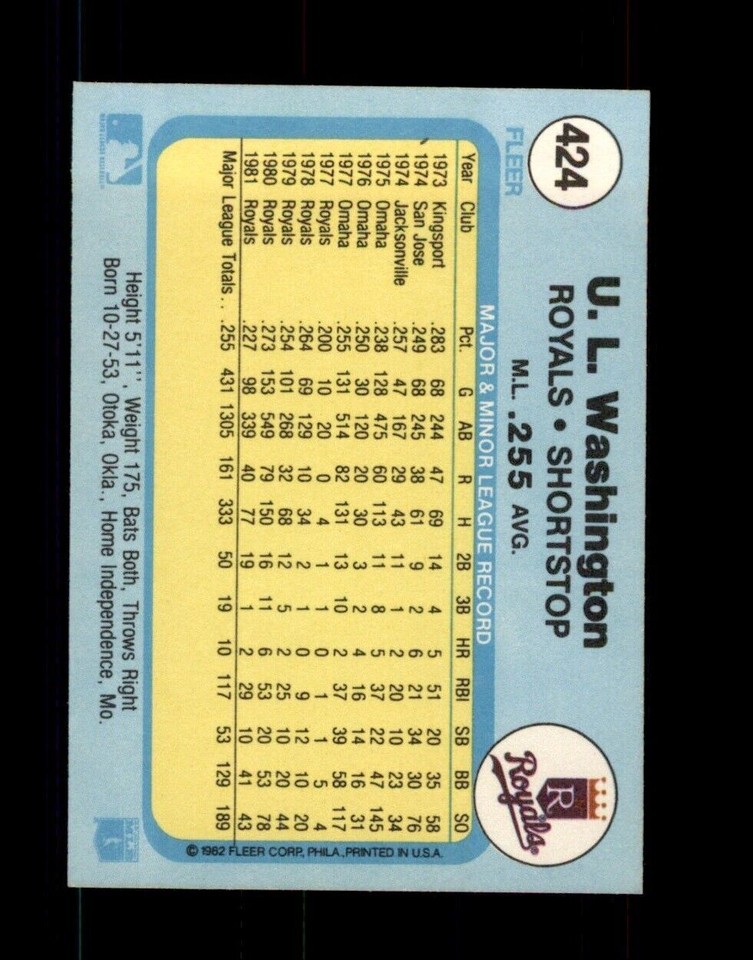 424
FLEER
U. L. Washington
ROYALS • SHORTSTOP
M.L. .255 AVG.
R
Royals
MAJOR & MINOR LEAGUE RECORD
Year Club Pct. G AB R H 2B 3B HR RBI SB BB SO
1973 Kingsport .283 68 244 47 69 14 4 5 51 20 35 58
1974 San Jose .249 68 245 38 61 9 2 6 21 34 30 76
1974 Jacksonville .257 47 167 29 43 11 1 2 20 10 23 34
1975 Omaha .238 128 475 60 113 11 8 5 37 22 47 145
1976 Omaha .250 30 120 20 30 3 2 4 16 14 16 31
1977 Omaha .255 131 514 82 131 13 10 2 37 39 58 117
1977 Royals .200 10 20 0 4 1 1 0 1 1 5 4
1978 Royals .264 69 129 10 34 2 1 0 9 12 10 20
1979 Royals .254 101 268 32 68 12 5 2 25 10 20 44
1980 Royals .273 153 549 79 150 16 11 6 53 20 53 78
1981 Royals .227 98 339 40 77 19 1 2 29 10 41 43
Major League Totals . . .255 431 1305 161 333 50 19 10 117 53 129 189
© 1982 FLEER CORP., PHILA., PRINTED IN U.S.A.
Height 5'11", Weight 175, Bats Both, Throws Right
Born 10-27-53, Otoka, Okla., Home Independence, Mo.